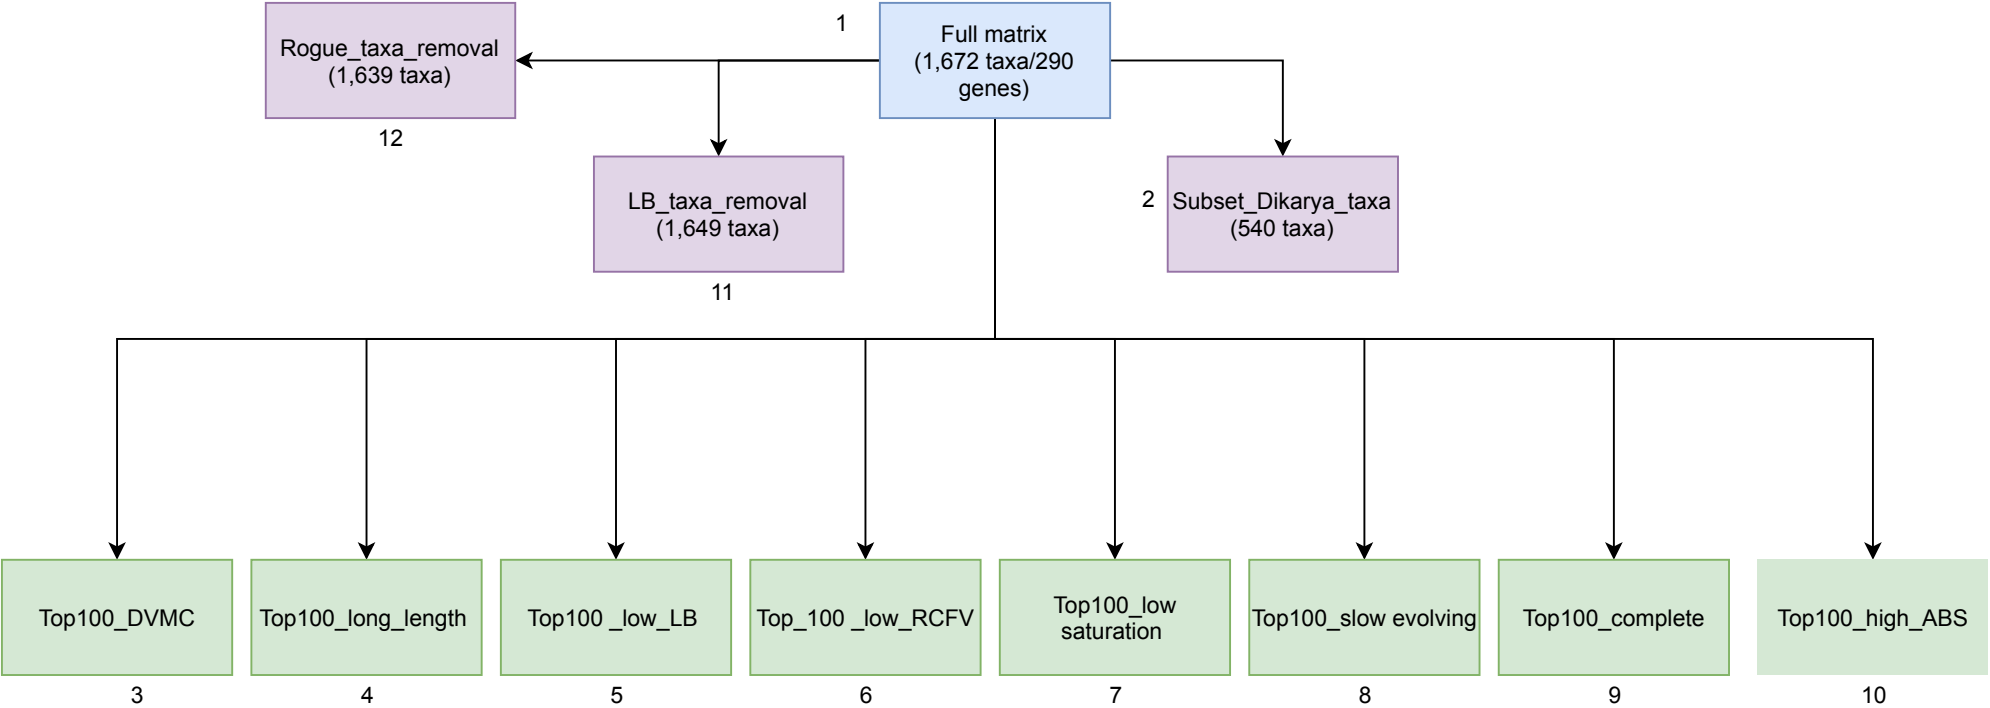 1
Full matrix
(1,672 taxa/290
genes)
Rogue_taxa_removal
(1,639 taxa)
12
LB_taxa_removal
(1,649 taxa)
11
2
Subset_Dikarya_taxa
(540 taxa)
Top100_DVMC
3
Top100_long_length
4
Top100 _low_LB
5
Top_100 _low_RCFV
6
Top100_low
saturation
7
Top100_slow evolving
8
Top100_complete
9
Top100_high_ABS
10